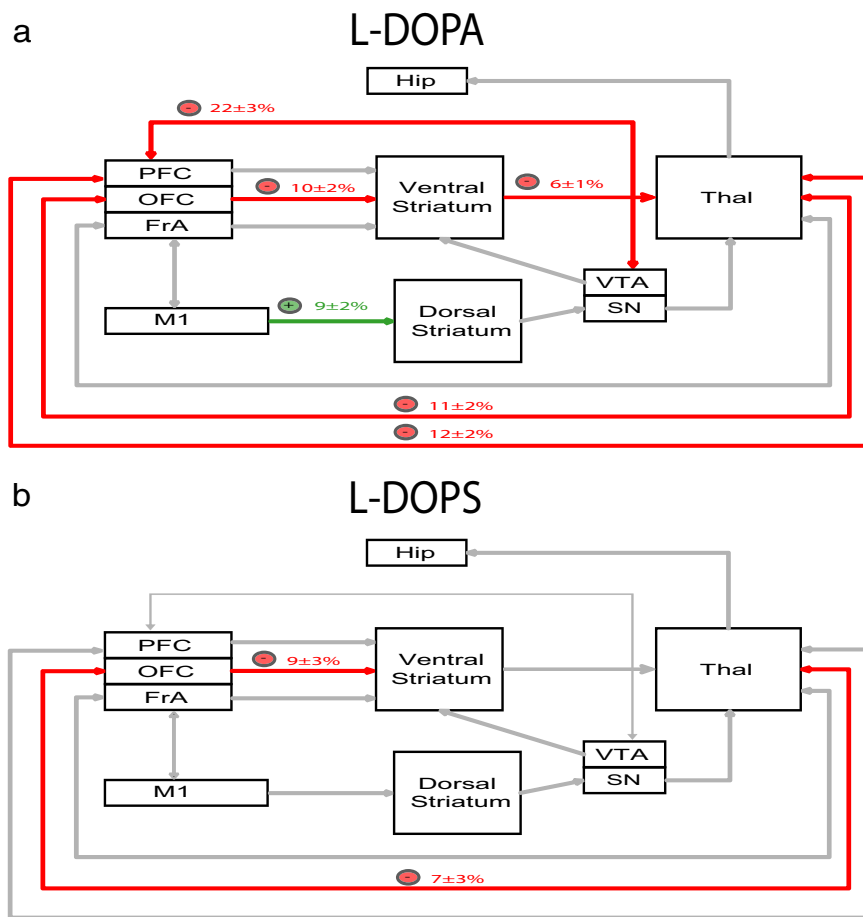 a
L-DOPA
Hip
- 22±3%
PFC
OFC
FrA
- 10±2%
Ventral
Striatum
- 6±1%
Thal
VTA
SN
M1
+ 9±2%
Dorsal
Striatum
- 11±2%
- 12±2%
b
L-DOPS
Hip
PFC
OFC
FrA
- 9±3%
Ventral
Striatum
Thal
VTA
SN
M1
Dorsal
Striatum
- 7±3%